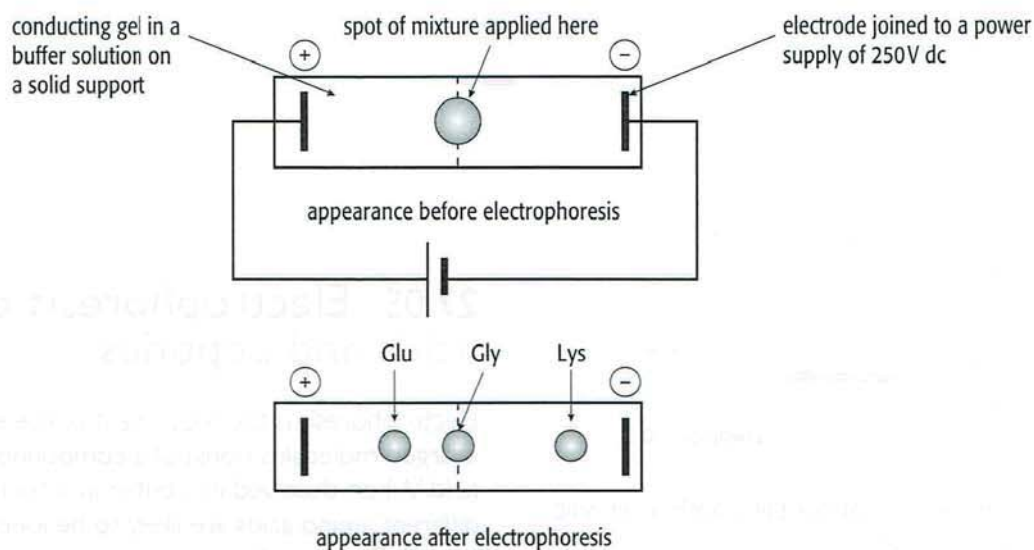 conducting gel in a
buffer solution on
a solid support
+
spot of mixture applied here
−
electrode joined to a power
supply of 250V dc
appearance before electrophoresis
Glu
Gly
Lys
+
−
appearance after electrophoresis